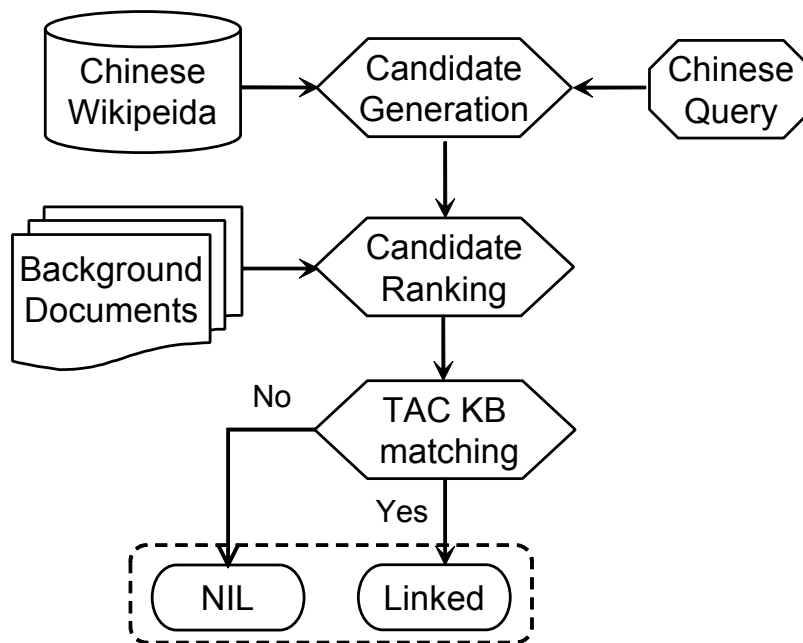 Chinese
Wikipeida
Candidate
Generation
Chinese
Query
Background
Documents
Candidate
Ranking
No
TAC KB
matching
Yes
NIL
Linked